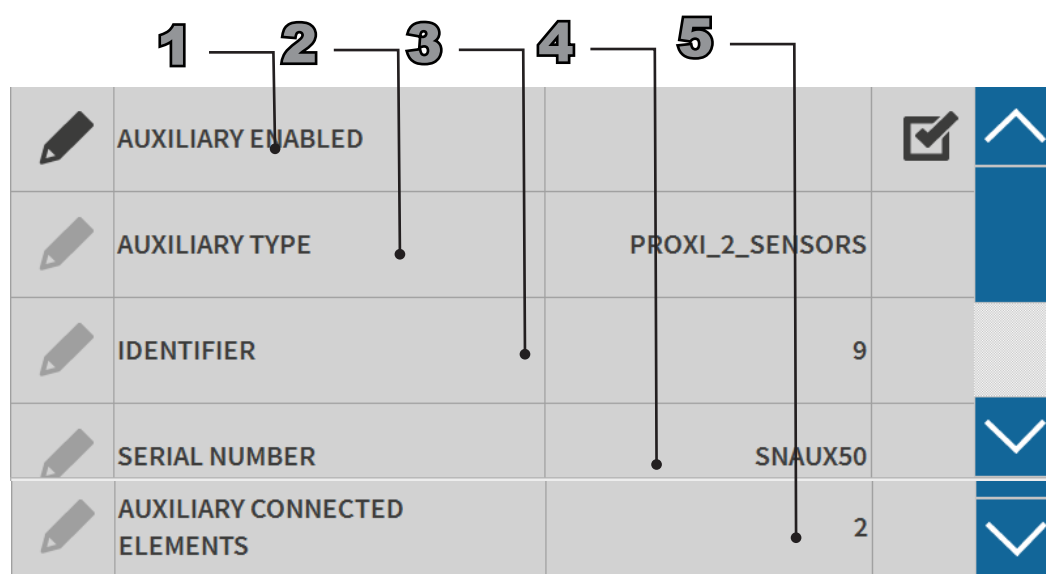 1 2 3 4 5
AUXILIARY ENABLED
AUXILIARY TYPE PROXI_2_SENSORS
IDENTIFIER 9
SERIAL NUMBER SNAUX50
AUXILIARY CONNECTED
ELEMENTS 2